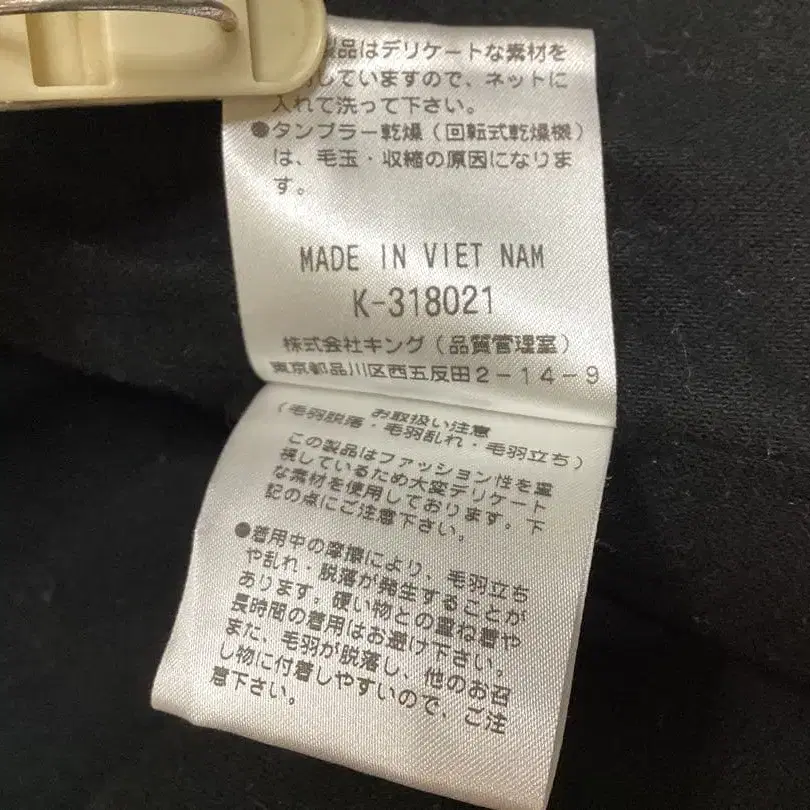 製品はデリケートな素材を
していますので、ネットに
入れて洗って下さい。
●タンブラー乾燥(回転式乾燥機)
は、毛玉・収縮の原因になりま
す。
MADE IN VIET NAM
K-318021
株式会社キング(品質管理室)
東京都品川区西五反田2-14-9
お取扱い注意
(毛羽脱落・毛羽乱れ・毛羽立ち)
この製品はファッション性を重
視しているため大変デリケート
な素材を使用しております。下
記の点にご注意下さい。
●着用中の摩擦により、毛羽立ち
や乱れ・脱落が発生することが
あります。硬い物との重ね着や
長時間の着用はお避け下さい。
また、毛羽が脱落し、他のお召
し物に付着しやすいので、ご注
意下さい。